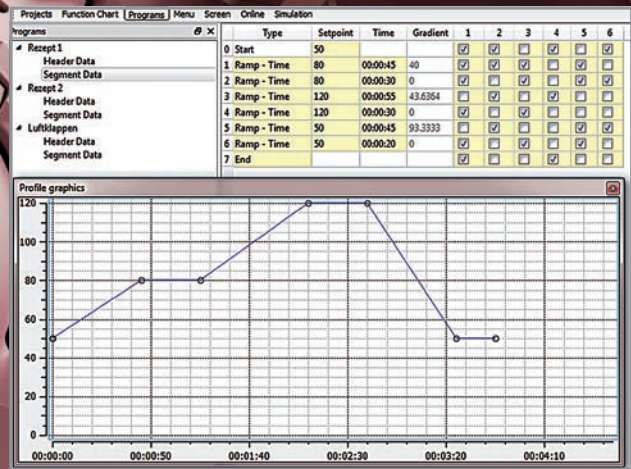 Projects Function Chart Programs Menu Screen Online Simulation
Programs
Rezept 1
Header Data
Segment Data
Rezept 2
Header Data
Segment Data
Luftklappen
Header Data
Segment Data
Type Setpoint Time Gradient 1 2 3 4 5 6
0 Start 50
1 Ramp - Time 80 00:00:45 40
2 Ramp - Time 80 00:00:30 0
3 Ramp - Time 120 00:00:55 43.6364
4 Ramp - Time 120 00:00:30 0
5 Ramp - Time 50 00:00:45 93.3333
6 Ramp - Time 50 00:00:20 0
7 End
Profile graphics
120
100
80
60
40
20
0
00:00:00 00:00:50 00:01:40 00:02:30 00:03:20 00:04:10